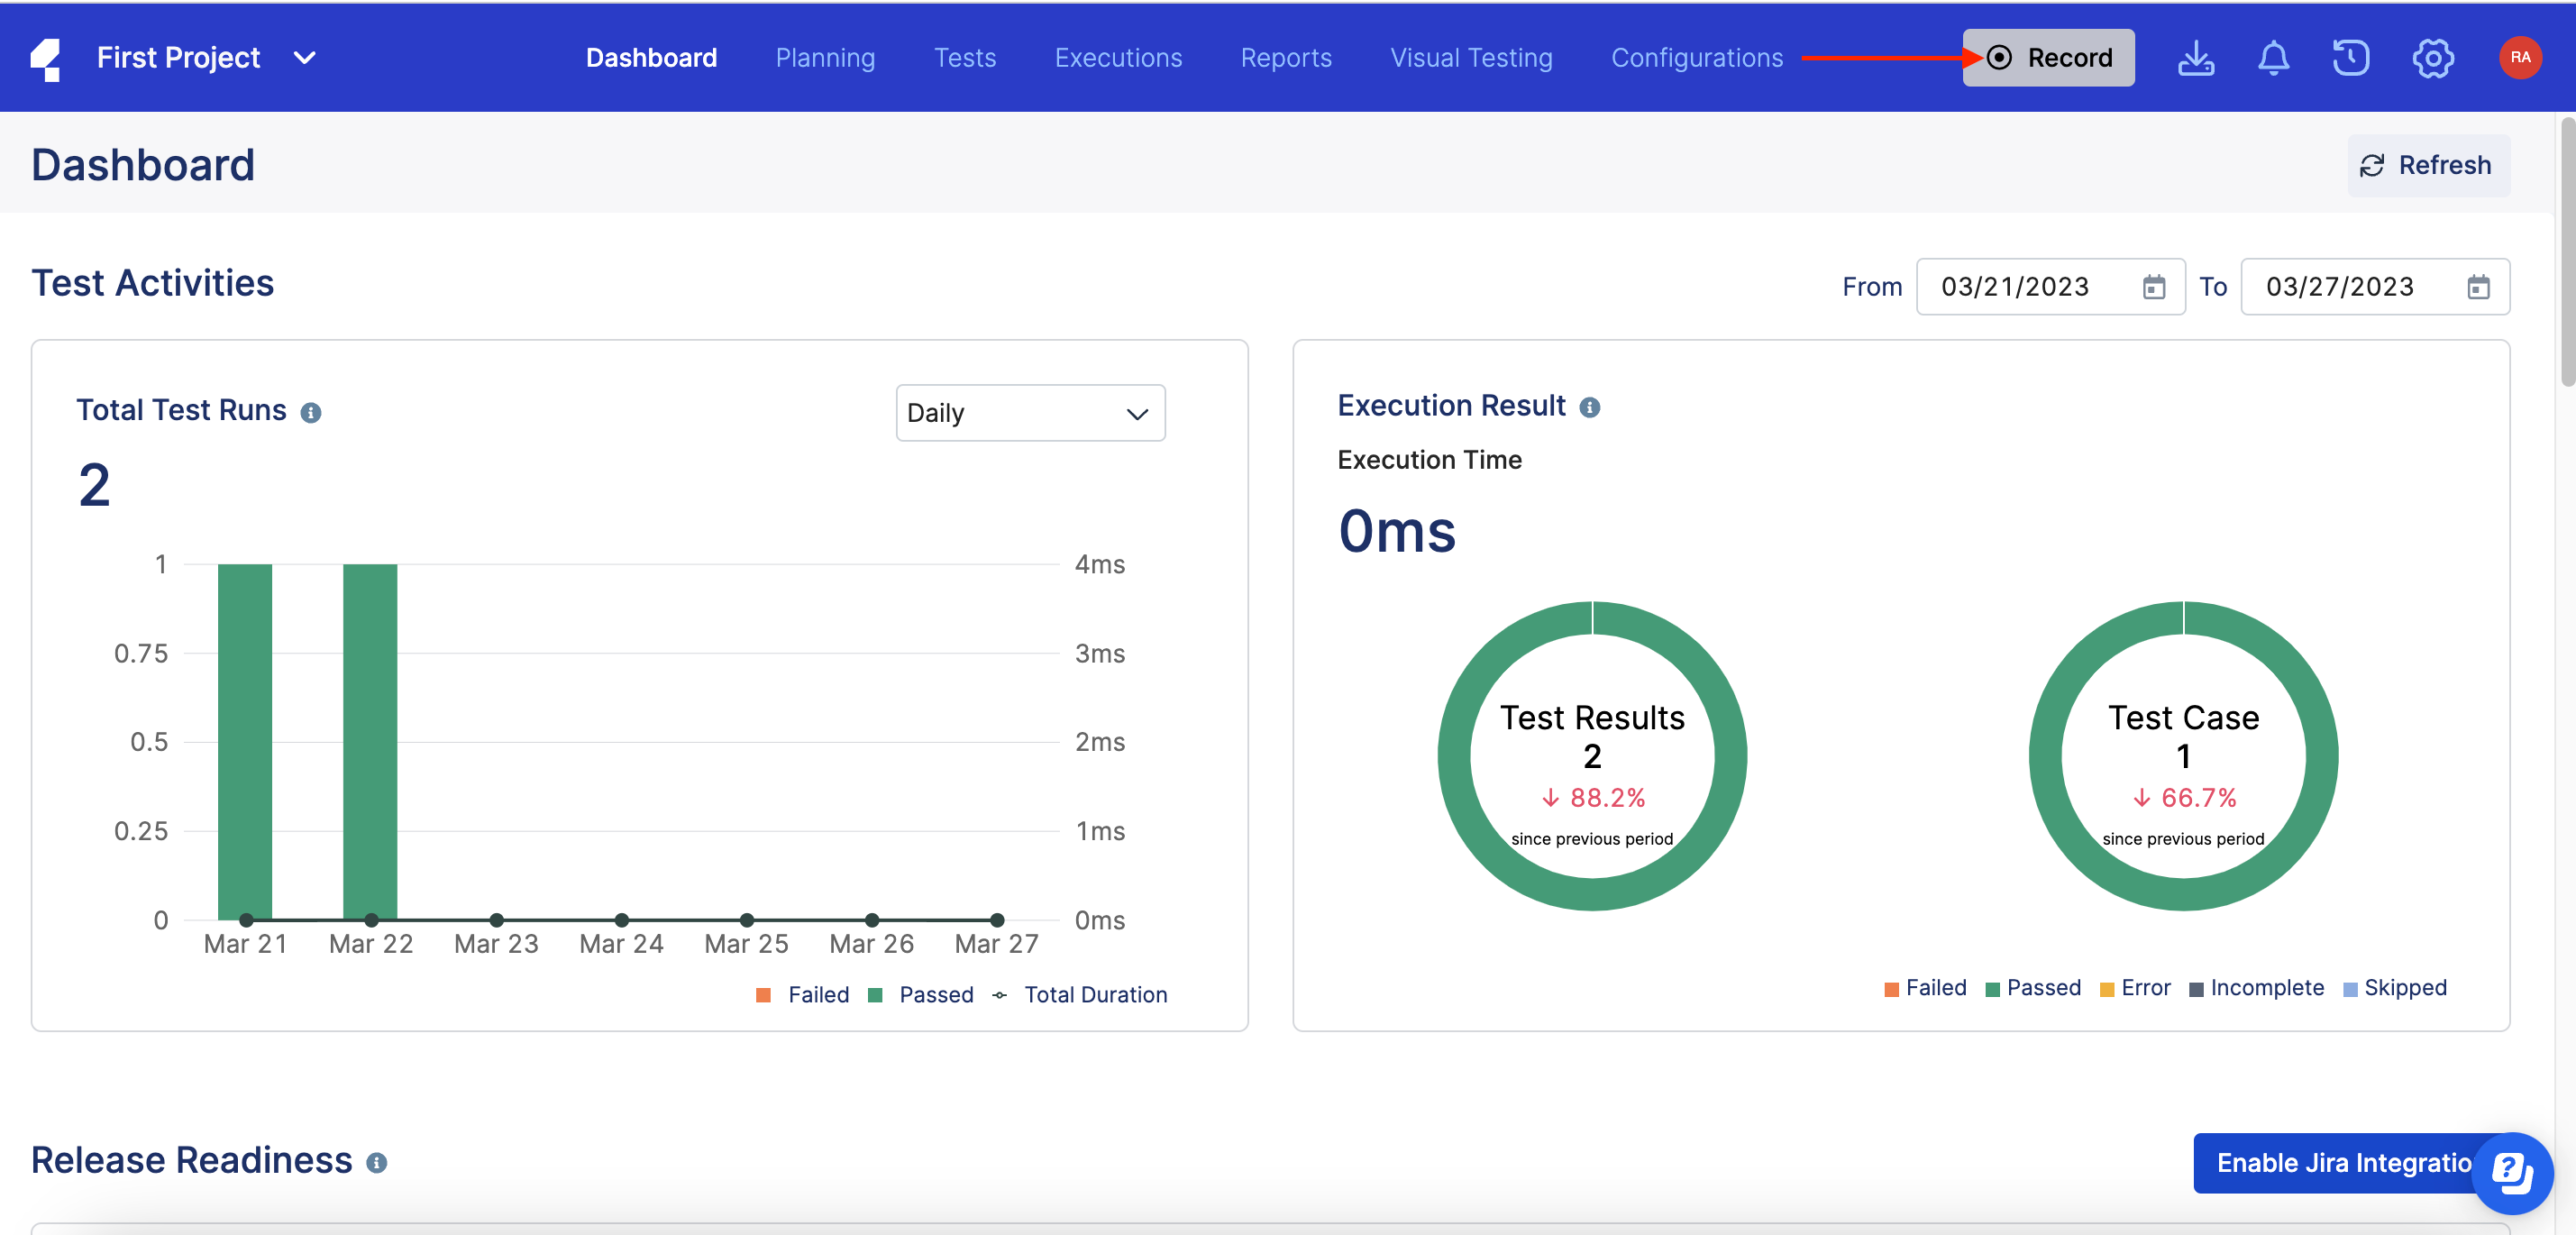 First Project
Dashboard Planning Tests Executions Reports Visual Testing Configurations
Record
RA
Dashboard
Refresh
Test Activities
From 03/21/2023 To 03/27/2023
Total Test Runs
Daily
2
1 4ms
0.75 3ms
0.5 2ms
0.25 1ms
0 0ms
Mar 21 Mar 22 Mar 23 Mar 24 Mar 25 Mar 26 Mar 27
Failed Passed Total Duration
Execution Result
Execution Time
0ms
Test Results
2
↓ 88.2%
since previous period
Test Case
1
↓ 66.7%
since previous period
Failed Passed Error Incomplete Skipped
Release Readiness
Enable Jira Integratio